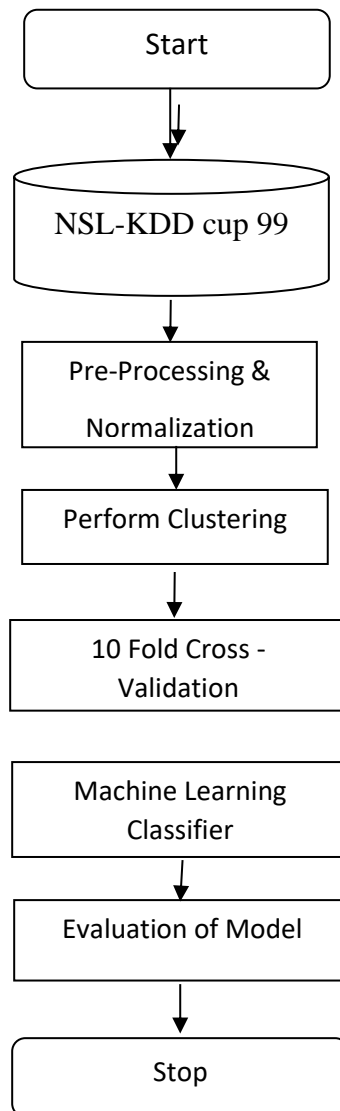 Start
NSL-KDD cup 99
Pre-Processing &
Normalization
Perform Clustering
10 Fold Cross -
Validation
Machine Learning
Classifier
Evaluation of Model
Stop